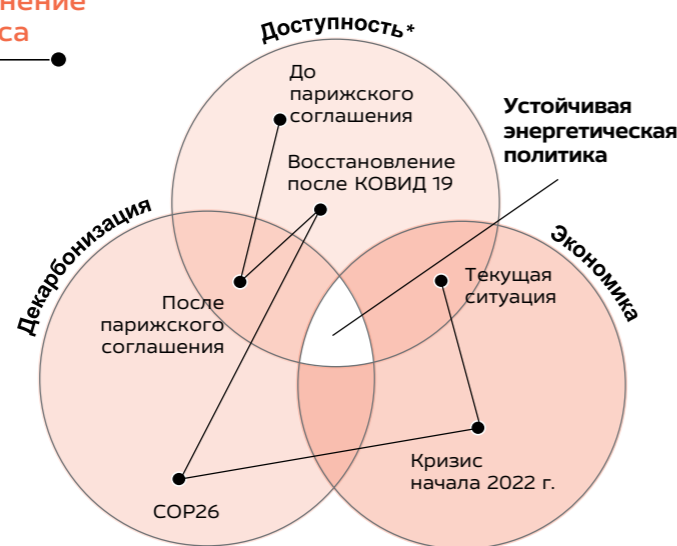 нение
са
Доступность*
До
парижского
соглашения
Устойчивая
энергетическая
политика
Восстановление
после КОВИД 19
Декарбонизация
Экономика
Текущая
ситуация
После
парижского
соглашения
Кризис
начала 2022 г.
COP26